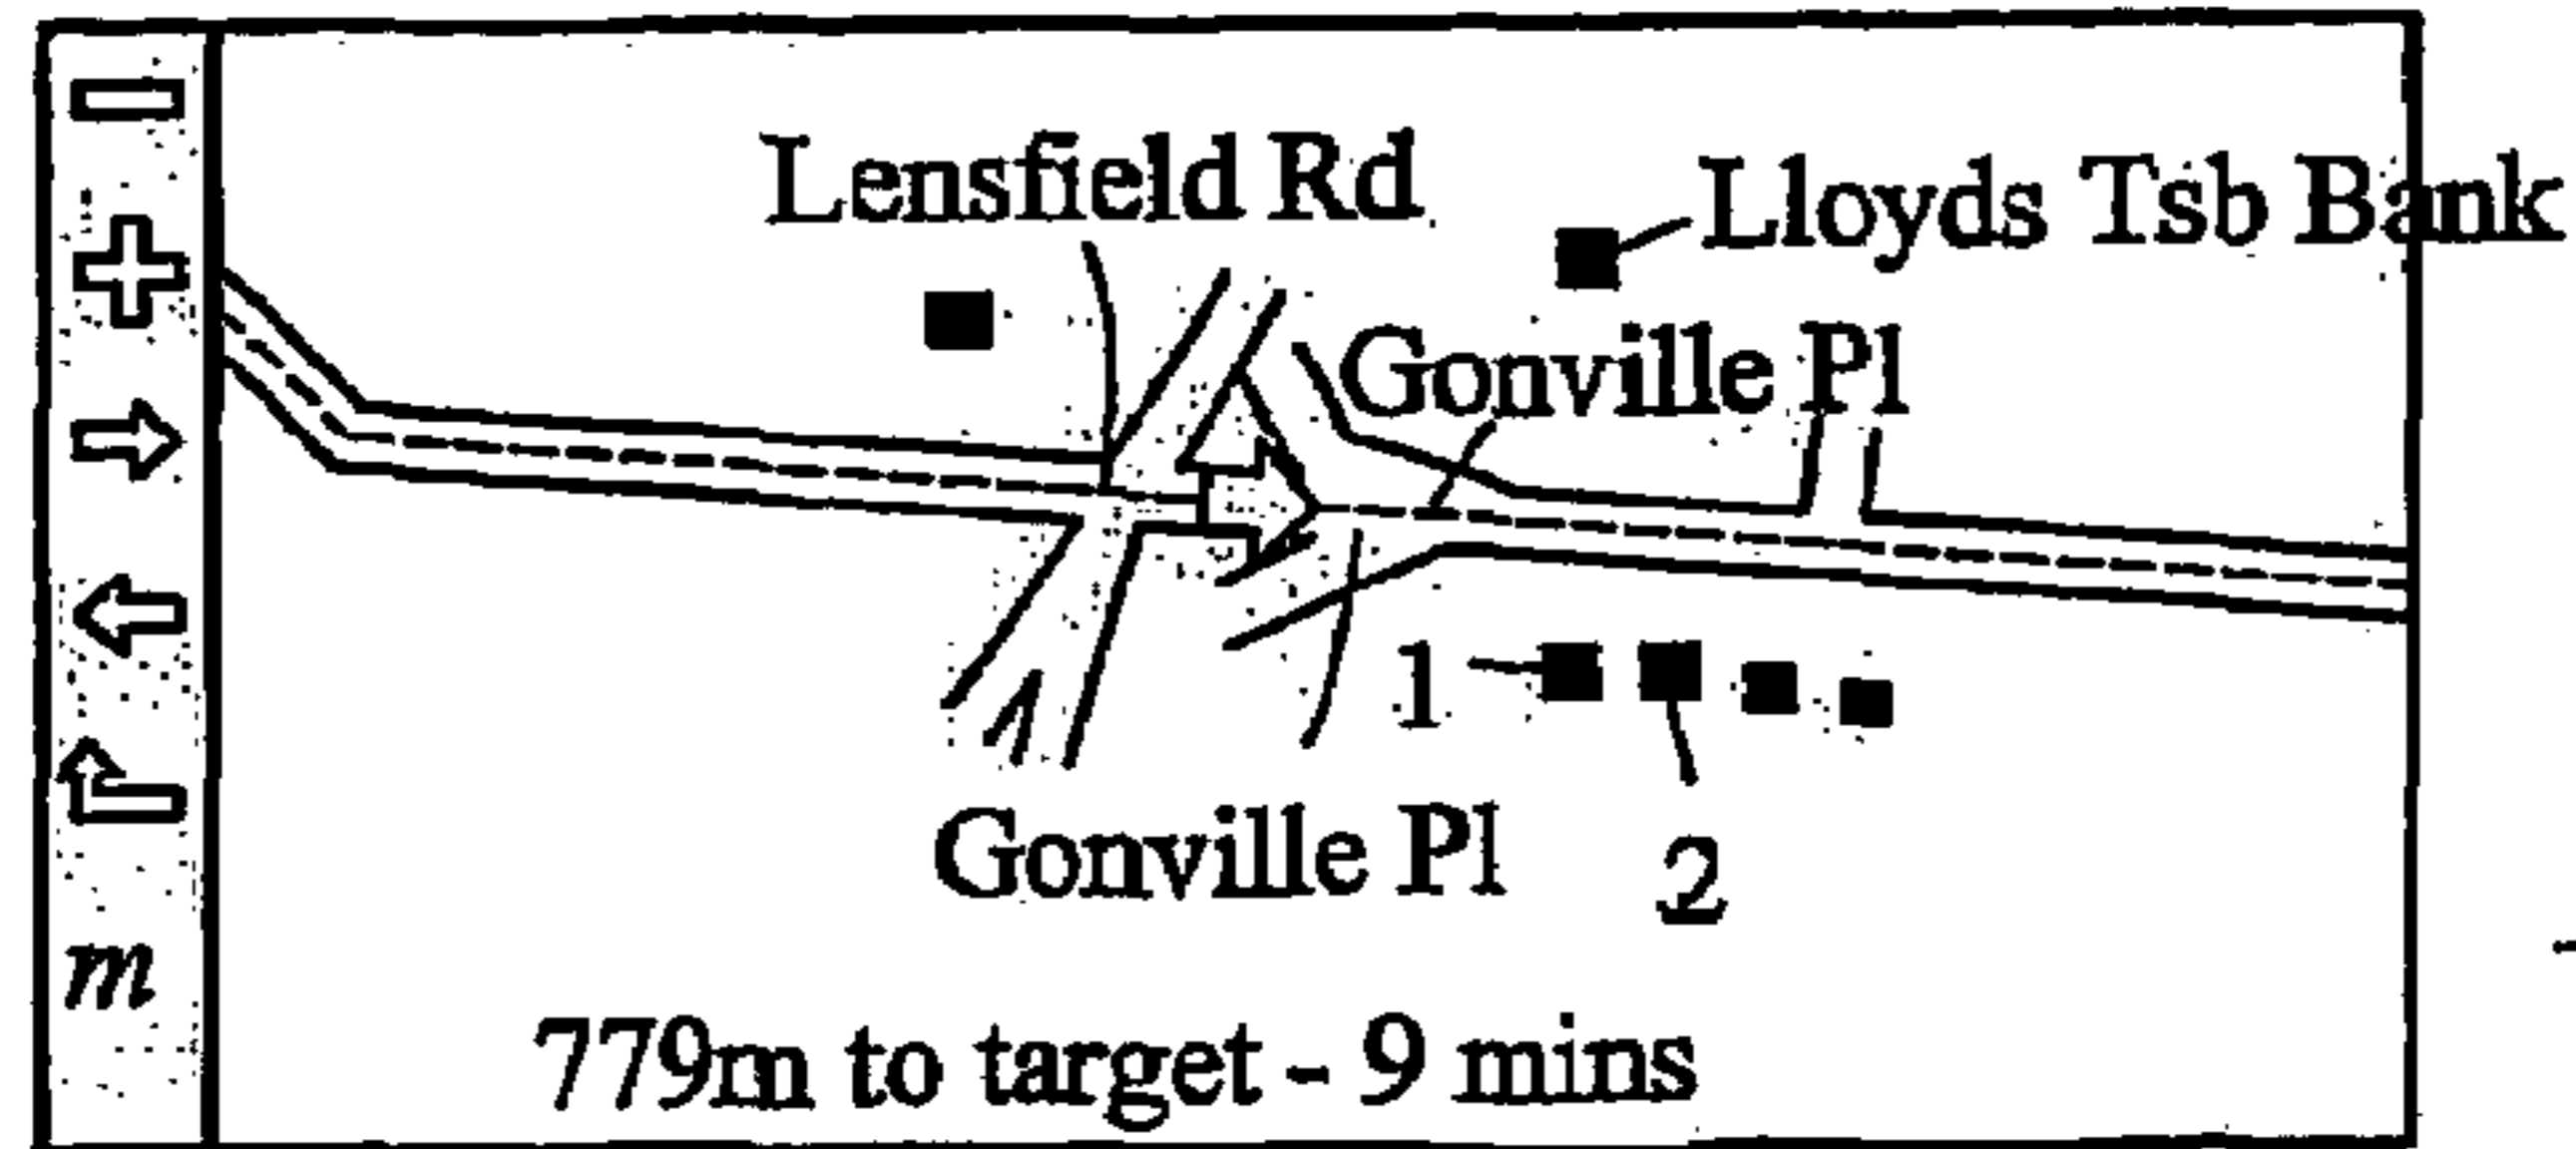 Lensfield Rd
Lloyds Tsb Bank
Gonville Pl
1
2
Gonville Pl
m
779m to target - 9 mins